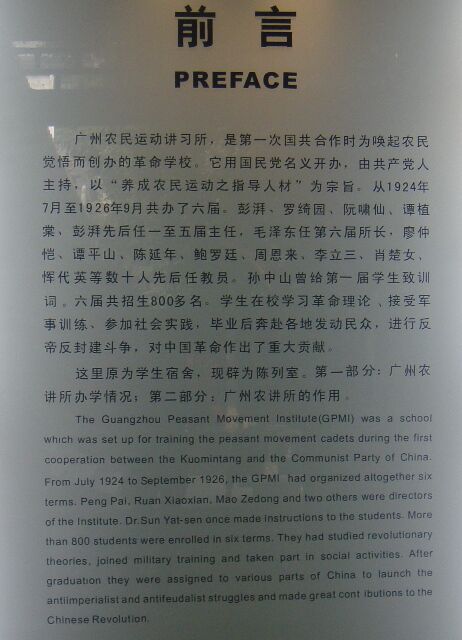 前 言
PREFACE
广州农民运动讲习所，是第一次国共合作时为唤起农民
觉悟而创办的革命学校。它用国民党名义开办，由共产党人
主持，以“养成农民运动之指导人材”为宗旨。从1924年
7月至1926年9月共办了六届。彭湃、罗绮园、阮啸仙、谭植
棠、彭湃先后任一至五届主任，毛泽东任第六届所长，廖仲
恺、谭平山、陈延年、鲍罗廷、周恩来、李立三、肖楚女、
恽代英等数十人先后任教员。孙中山曾给第一届学生致训
词。六届共招生800多名。学生在校学习革命理论、接受军
事训练、参加社会实践，毕业后奔赴各地发动民众，进行反
帝反封建斗争，对中国革命作出了重大贡献。
这里原为学生宿舍，现辟为陈列室。第一部分：广州农
讲所办学情况；第二部分：广州农讲所的作用。
The Guangzhou Peasant Movement Institute(GPMI) was a school
which was set up for training the peasant movement cadets during the first
cooperation between the Kuomintang and the Communist Party of China.
From July 1924 to September 1926, the GPMI had organized altogether six
terms. Peng Pai, Ruan Xiaoxian, Mao Zedong and two others were directors
of the Institute. Dr.Sun Yat-sen once made instructions to the students. More
than 800 students were enrolled in six terms. They had studied revolutionary
theories, joined military training and taken part in social activities. After
graduation they were assigned to various parts of China to launch the
antiimperialist and antifeudalist struggles and made great cont ibutions to the
Chinese Revolution.